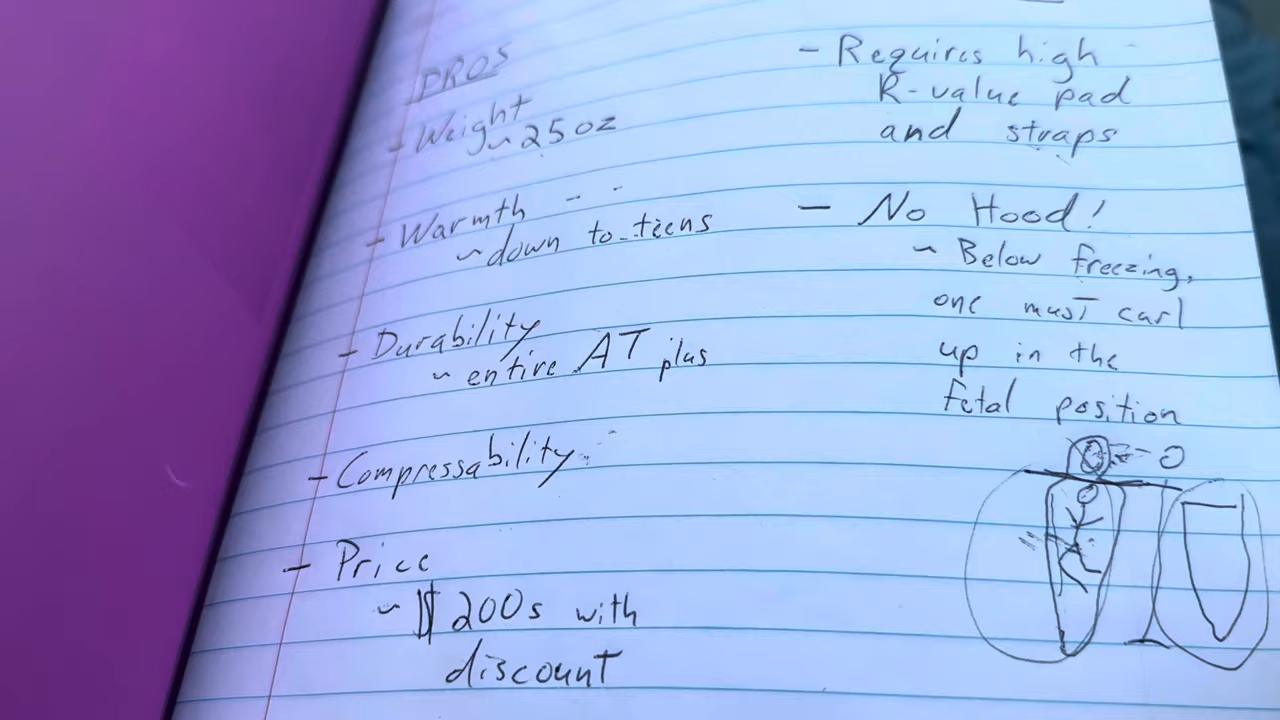 PROS
- Weight
~25oz
- Warmth
~down to teens
- Durability
~ entire AT plus
- Compressability
- Price
~ $200s with
discount
- Requires high
R-value pad
and straps
- No Hood!
~ Below freezing,
one must curl
up in the
fetal position